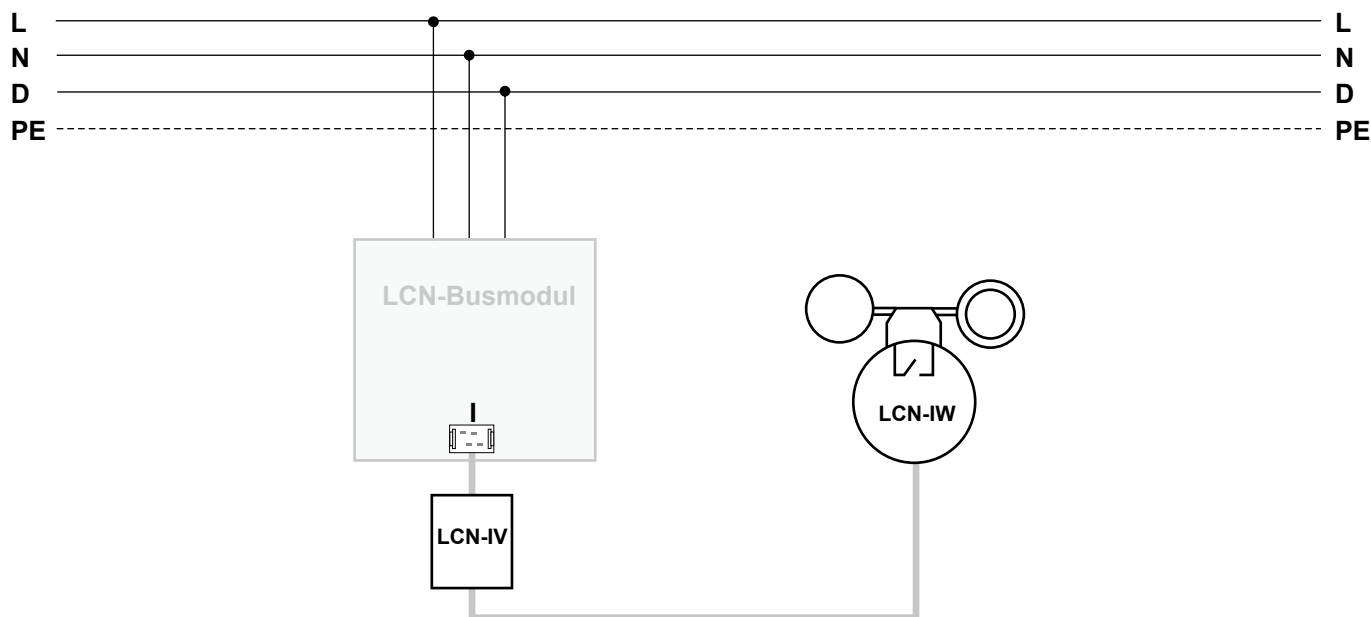 L L
N N
D D
PE PE
LCN-Busmodul
I
LCN-IW
LCN-IV